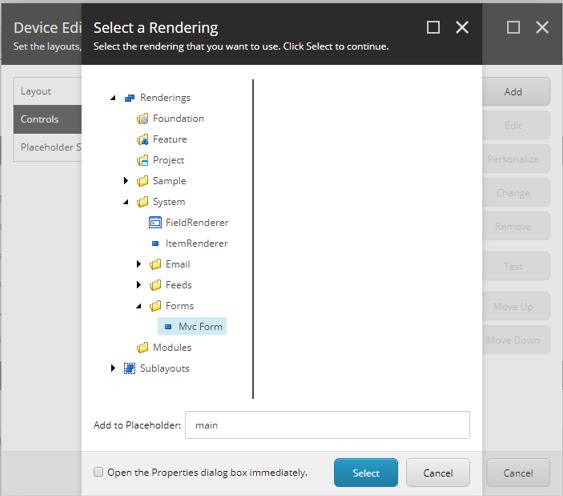 Device Edi
Set the layouts,
Select a Rendering
Select the rendering that you want to use. Click Select to continue.
Layout
Controls
Placeholder S
Renderings
Foundation
Feature
Project
Sample
System
FieldRenderer
ItemRenderer
Email
Feeds
Forms
Mvc Form
Modules
Sublayouts
Add
Edit
Personalize
Change
Remove
Test
Move Up
Move Down
Add to Placeholder: main
Open the Properties dialog box immediately.
Select
Cancel
Cancel